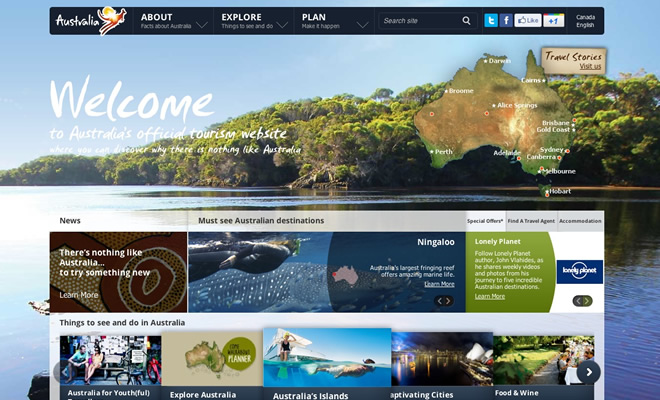 Australia
ABOUT
Facts about Australia
EXPLORE
Things to see and do
PLAN
Make it happen
Search site
Like
+1
Canada
English
Travel Stories
Visit us
Welcome
to Australia's official tourism website
where you can discover why there is nothing like Australia
Darwin
Cairns
Broome
Alice Springs
Brisbane
Gold Coast
Perth
Adelaide
Sydney
Canberra
Melbourne
Hobart
News
Must see Australian destinations
Special Offers*
Find A Travel Agent
Accommodation
There's nothing like
Australia...
to try something new
Learn More
Ningaloo
Australia's largest fringing reef
offers amazing marine life.
Learn More
Lonely Planet
Follow Lonely Planet
author, John Vlahides, as
he shares weekly videos
and photos from his
journey to five incredible
Australian destinations.
Learn More
lonely planet
Things to see and do in Australia
PLANNER
Australia for Youth(ful)
Explore Australia
Australia's Islands
aptivating Cities
Food & Wine